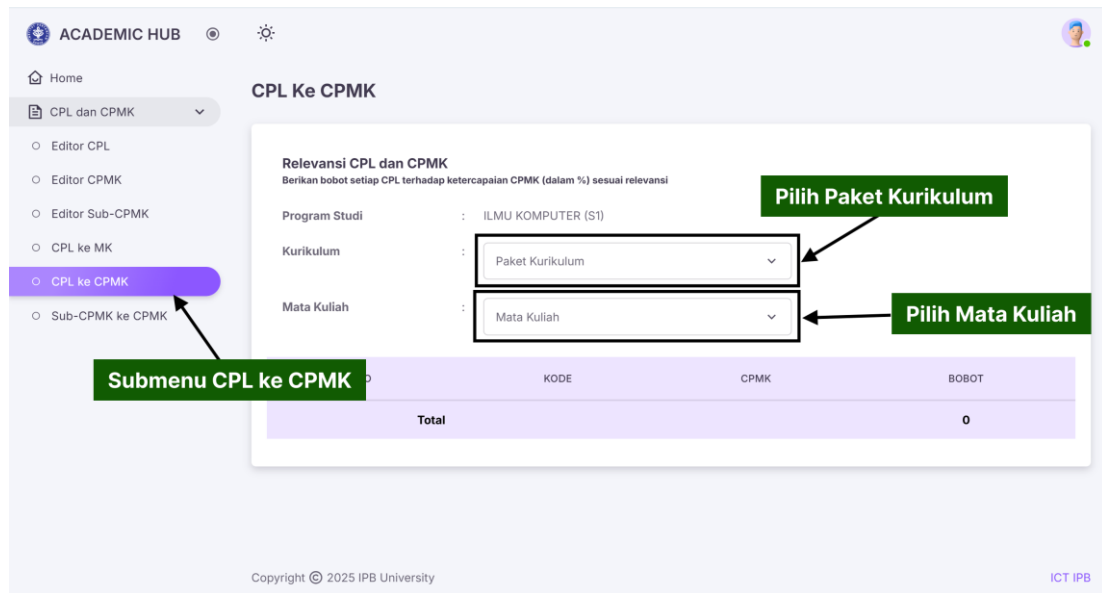 ACADEMIC HUB
Home
CPL dan CPMK
Editor CPL
Editor CPMK
Editor Sub-CPMK
CPL ke MK
CPL ke CPMK
Sub-CPMK ke CPMK
Submenu CPL ke CPMK
CPL Ke CPMK
Relevansi CPL dan CPMK
Berikan bobot setiap CPL terhadap ketercapaian CPMK (dalam %) sesuai relevansi
Pilih Paket Kurikulum
Program Studi : ILMU KOMPUTER (S1)
Kurikulum : Paket Kurikulum
Mata Kuliah : Mata Kuliah
Pilih Mata Kuliah
KODE CPMK BOBOT
Total 0
Copyright © 2025 IPB University
ICT IPB